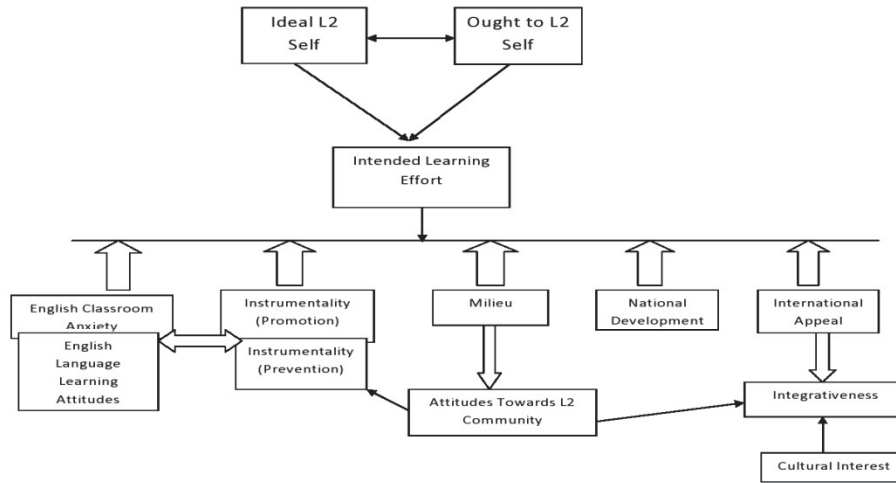 Ideal L2
Self
Ought to L2
Self
Intended Learning
Effort
English Classroom
Anxiety
English
Language
Learning
Attitudes
Instrumentality
(Promotion)
Instrumentality
(Prevention)
Milieu
National
Development
International
Appeal
Attitudes Towards L2
Community
Integrativeness
Cultural Interest